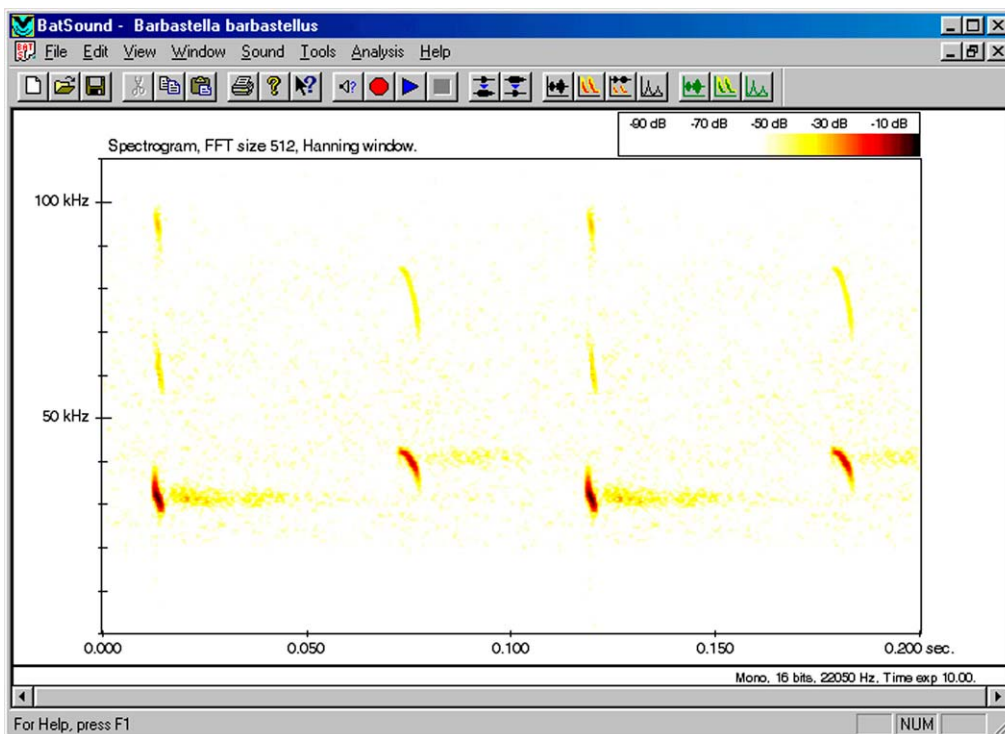 BatSound - Barbastella barbastellus
File Edit View Window Sound Tools Analysis Help
-90 dB -70 dB -50 dB -30 dB -10 dB
Spectrogram, FFT size 512, Hanning window.
100 kHz
50 kHz
0.000 0.050 0.100 0.150 0.200 sec.
Mono, 16 bits, 22050 Hz, Time exp 10.00.
For Help, press F1 NUM